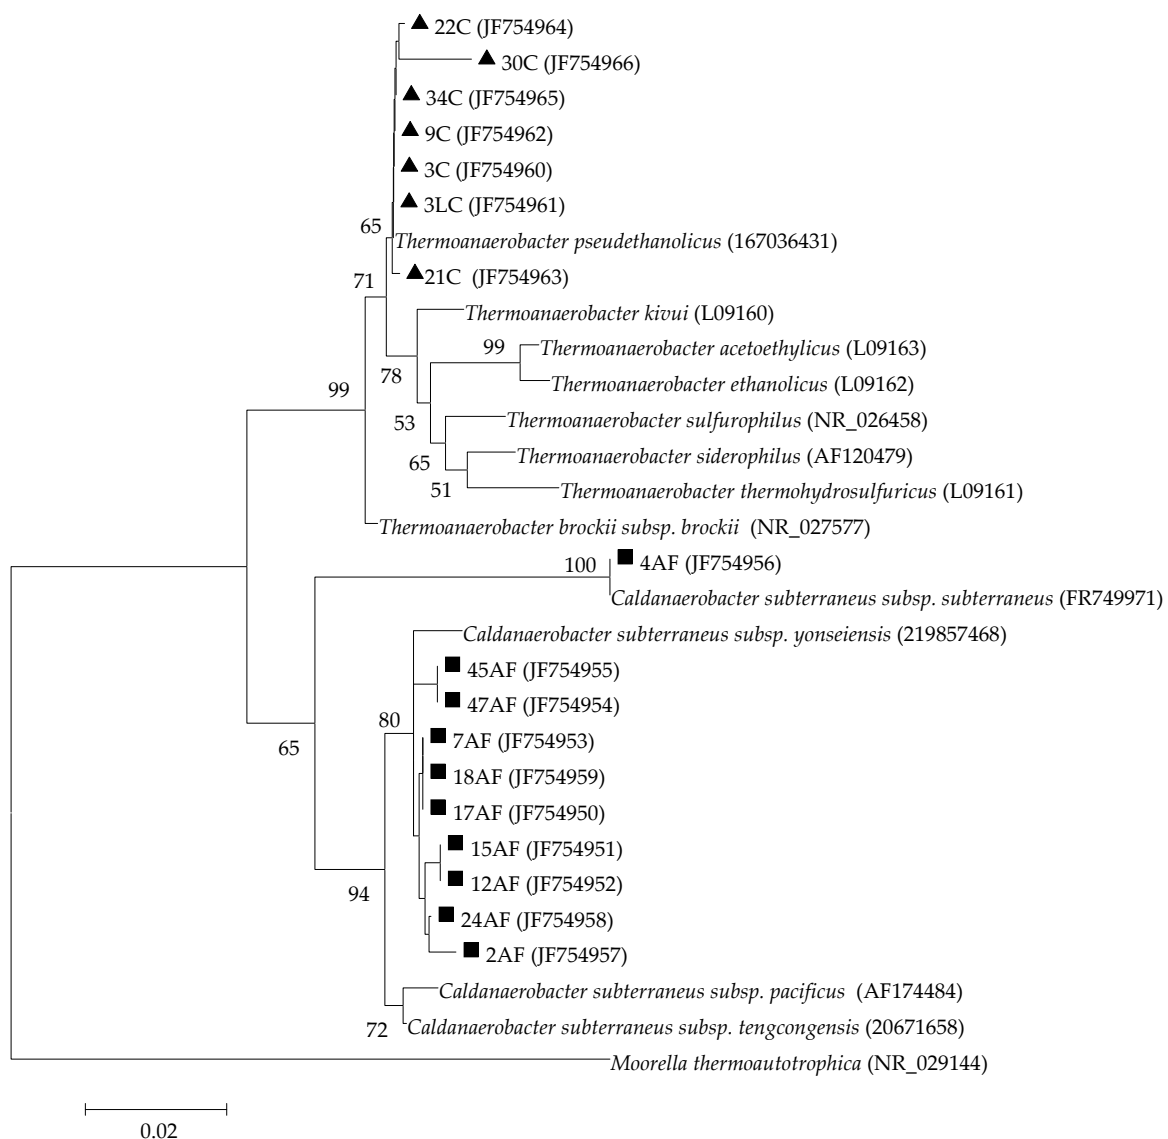 22C (JF754964)
30C (JF754966)
34C (JF754965)
9C (JF754962)
3C (JF754960)
3LC (JF754961)
65
Thermoanaerobacter pseudethanolicus (167036431)
71
21C (JF754963)
Thermoanaerobacter kivui (L09160)
99
Thermoanaerobacter acetoethylicus (L09163)
78
Thermoanaerobacter ethanolicus (L09162)
99
53
Thermoanaerobacter sulfurophilus (NR_026458)
65
Thermoanaerobacter siderophilus (AF120479)
51
Thermoanaerobacter thermohydrosulfuricus (L09161)
Thermoanaerobacter brockii subsp. brockii (NR_027577)
100
4AF (JF754956)
Caldanaerobacter subterraneus subsp. subterraneus (FR749971)
Caldanaerobacter subterraneus subsp. yonseiensis (219857468)
45AF (JF754955)
47AF (JF754954)
80
65
7AF (JF754953)
18AF (JF754959)
17AF (JF754950)
15AF (JF754951)
12AF (JF754952)
94
24AF (JF754958)
2AF (JF754957)
Caldanaerobacter subterraneus subsp. pacificus (AF174484)
72
Caldanaerobacter subterraneus subsp. tengcongensis (20671658)
Moorella thermoautotrophica (NR_029144)
0.02